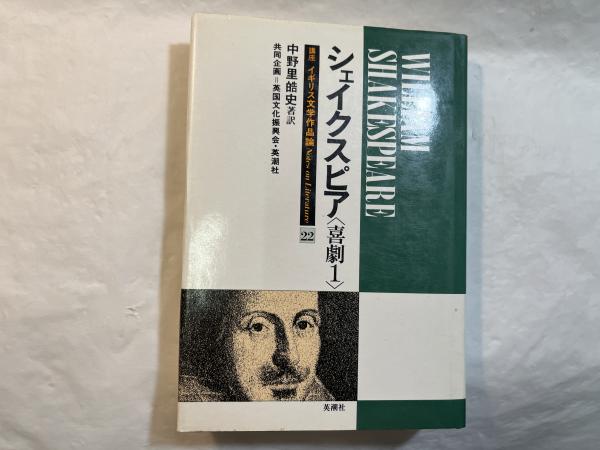 WILLIAM
SHAKESPEARE
シェイクスピア〈喜劇1〉
講座 イギリス文学作品論 Notes on Literature 22
中野里皓史著訳
共同企画=英国文化振興会・英潮社
英潮社